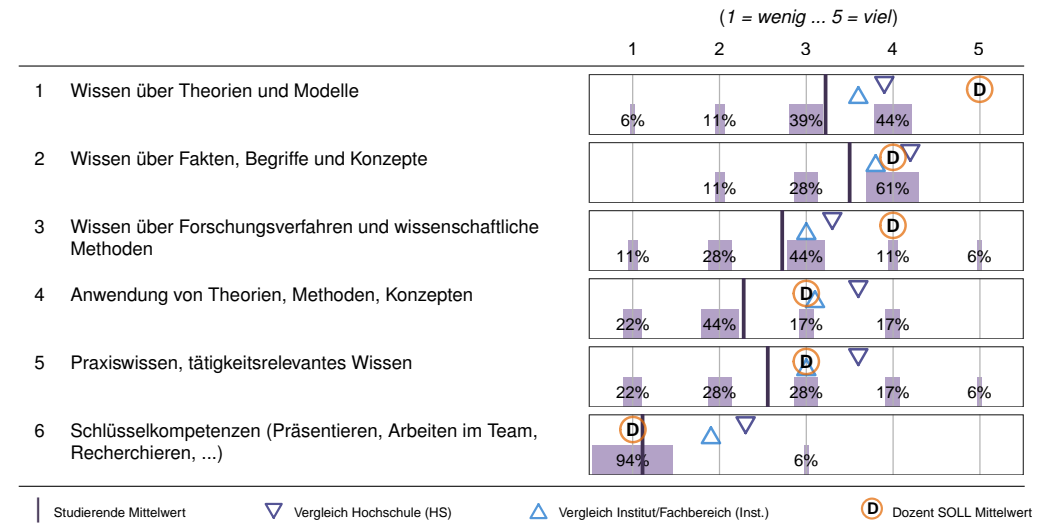 (1 = wenig ... 5 = viel)
1 2 3 4 5
1 Wissen über Theorien und Modelle
D
6% 11% 39% 44%
2 Wissen über Fakten, Begriffe und Konzepte
D
11% 28% 61%
3 Wissen über Forschungsverfahren und wissenschaftliche
Methoden
D
11% 28% 44% 11% 6%
4 Anwendung von Theorien, Methoden, Konzepten
D
22% 44% 17% 17%
5 Praxiswissen, tätigkeitsrelevantes Wissen
D
22% 28% 28% 17% 6%
6 Schlüsselkompetenzen (Präsentieren, Arbeiten im Team,
Recherchieren, ...)
D
94% 6%
Studierende Mittelwert Vergleich Hochschule (HS) Vergleich Institut/Fachbereich (Inst.) D Dozent SOLL Mittelwert